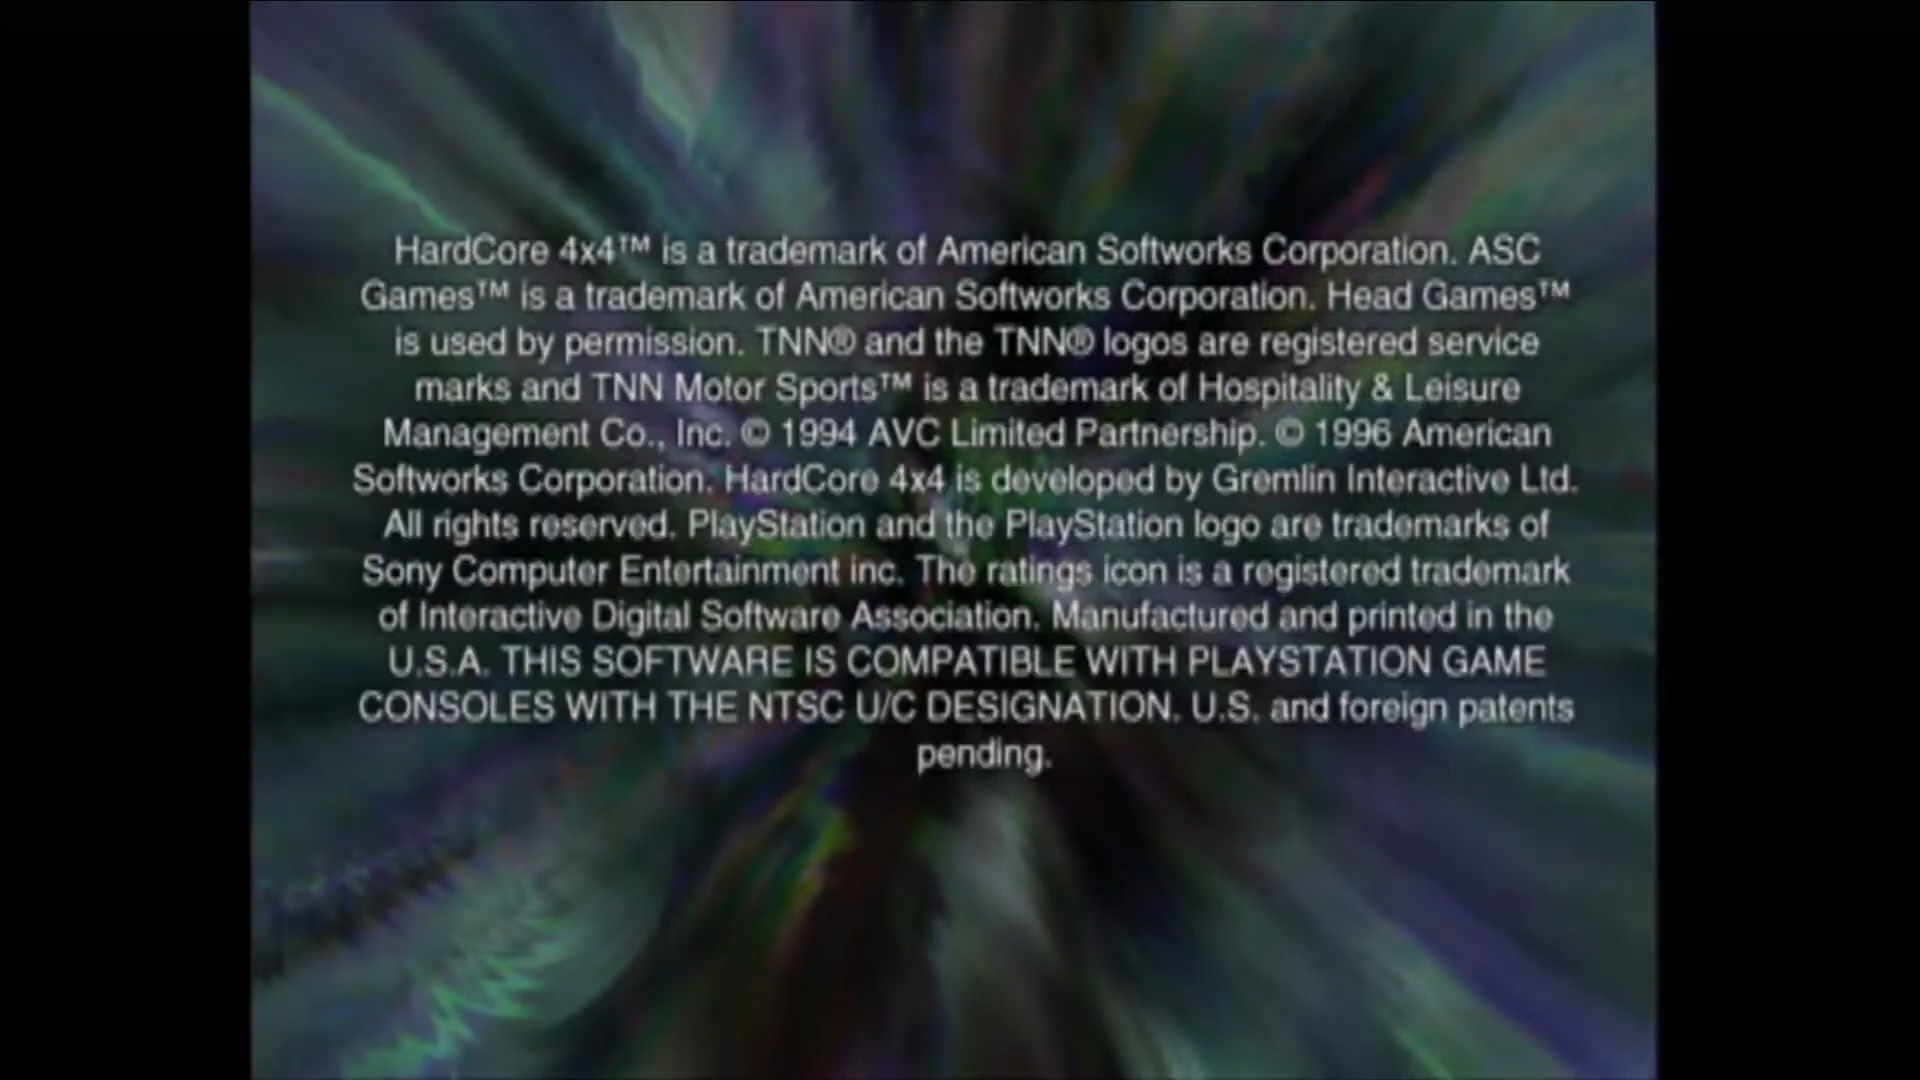 HardCore 4x4™ is a trademark of American Softworks Corporation. ASC
Games™ is a trademark of American Softworks Corporation. Head Games™
is used by permission. TNN® and the TNN® logos are registered service
marks and TNN Motor Sports™ is a trademark of Hospitality & Leisure
Management Co., Inc. © 1994 AVC Limited Partnership. © 1996 American
Softworks Corporation. HardCore 4x4 is developed by Gremlin Interactive Ltd.
All rights reserved. PlayStation and the PlayStation logo are trademarks of
Sony Computer Entertainment Inc. The ratings icon is a registered trademark
of Interactive Digital Software Association. Manufactured and printed in the
U.S.A. THIS SOFTWARE IS COMPATIBLE WITH PLAYSTATION GAME
CONSOLES WITH THE NTSC U/C DESIGNATION. U.S. and foreign patents
pending.